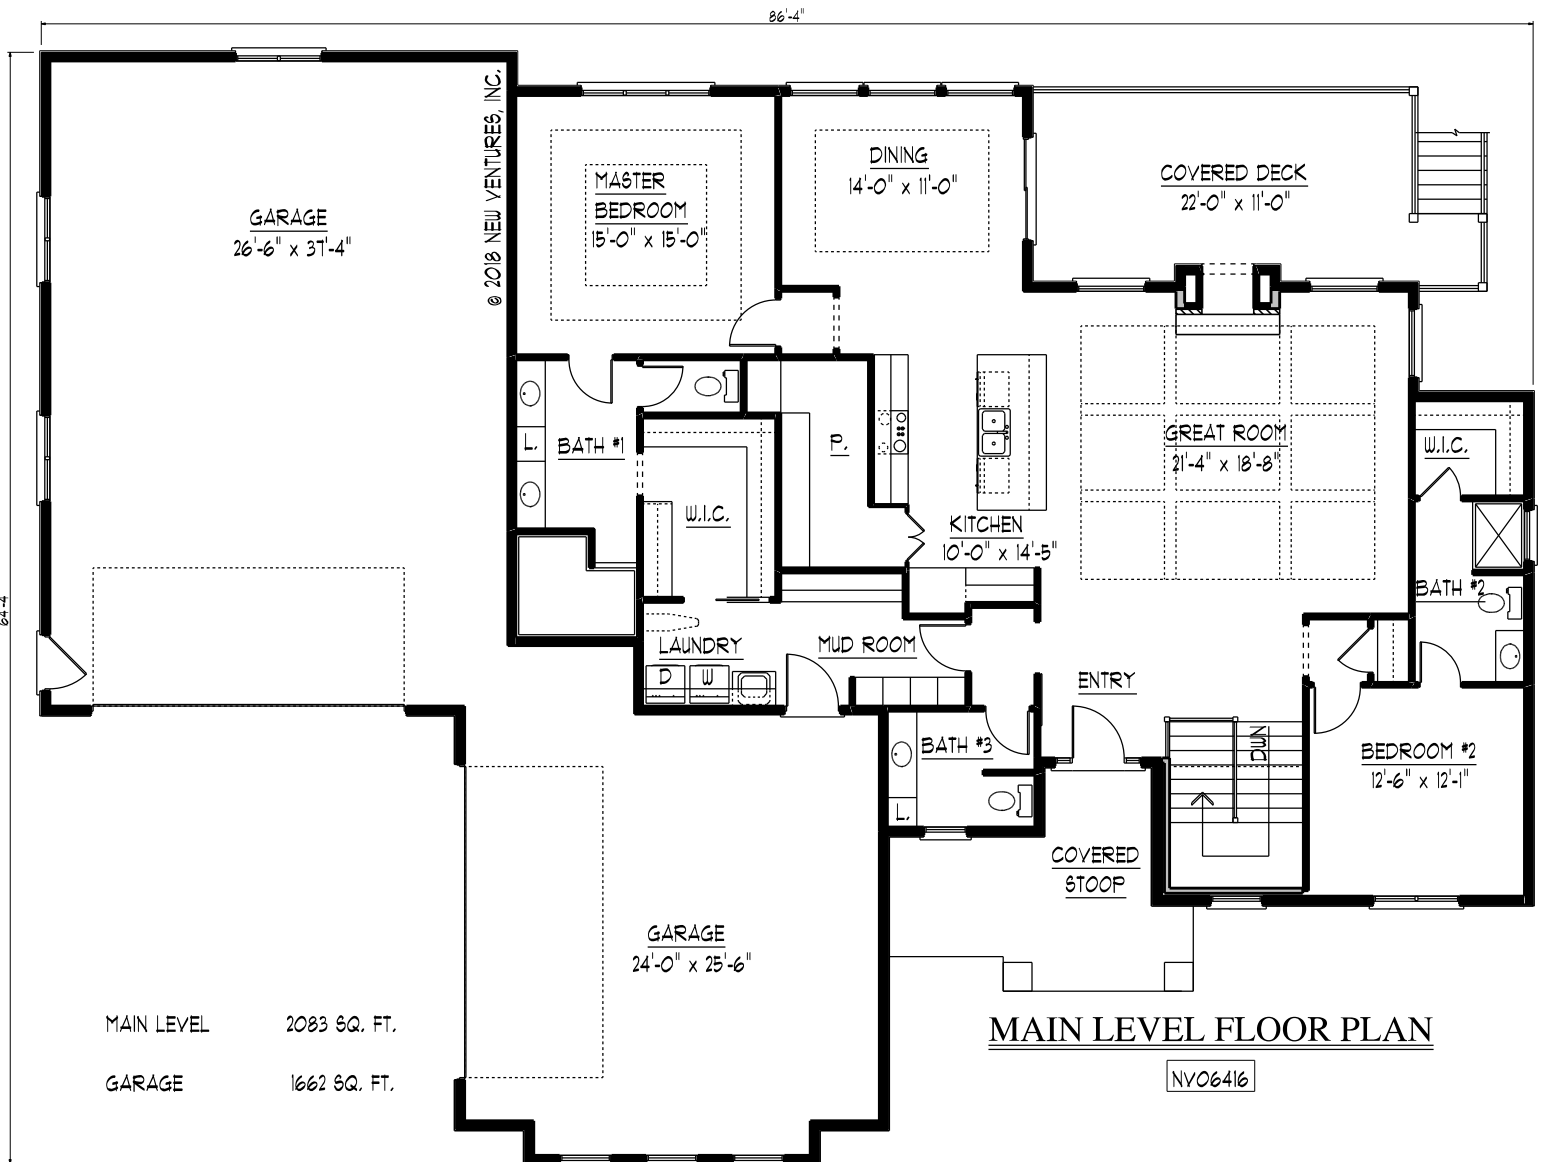 86'-4"
© 2018 NEW VENTURES, INC.
GARAGE
26'-6" x 37'-4"
MASTER
BEDROOM
15'-0" x 15'-0"
DINING
14'-0" x 11'-0"
COVERED DECK
22'-0" x 11'-0"
GREAT ROOM
21'-4" x 18'-8"
W.I.C.
BATH #1
L.
P.
W.I.C.
KITCHEN
10'-0" x 14'-5"
BATH #2
64'-4
LAUNDRY
MUD ROOM
D
W
ENTRY
BATH #3
L.
DWN
BEDROOM #2
12'-6" x 12'-1"
COVERED
STOOP
GARAGE
24'-0" x 25'-6"
MAIN LEVEL 2083 SQ. FT.
GARAGE 1662 SQ. FT.
MAIN LEVEL FLOOR PLAN
NV06416